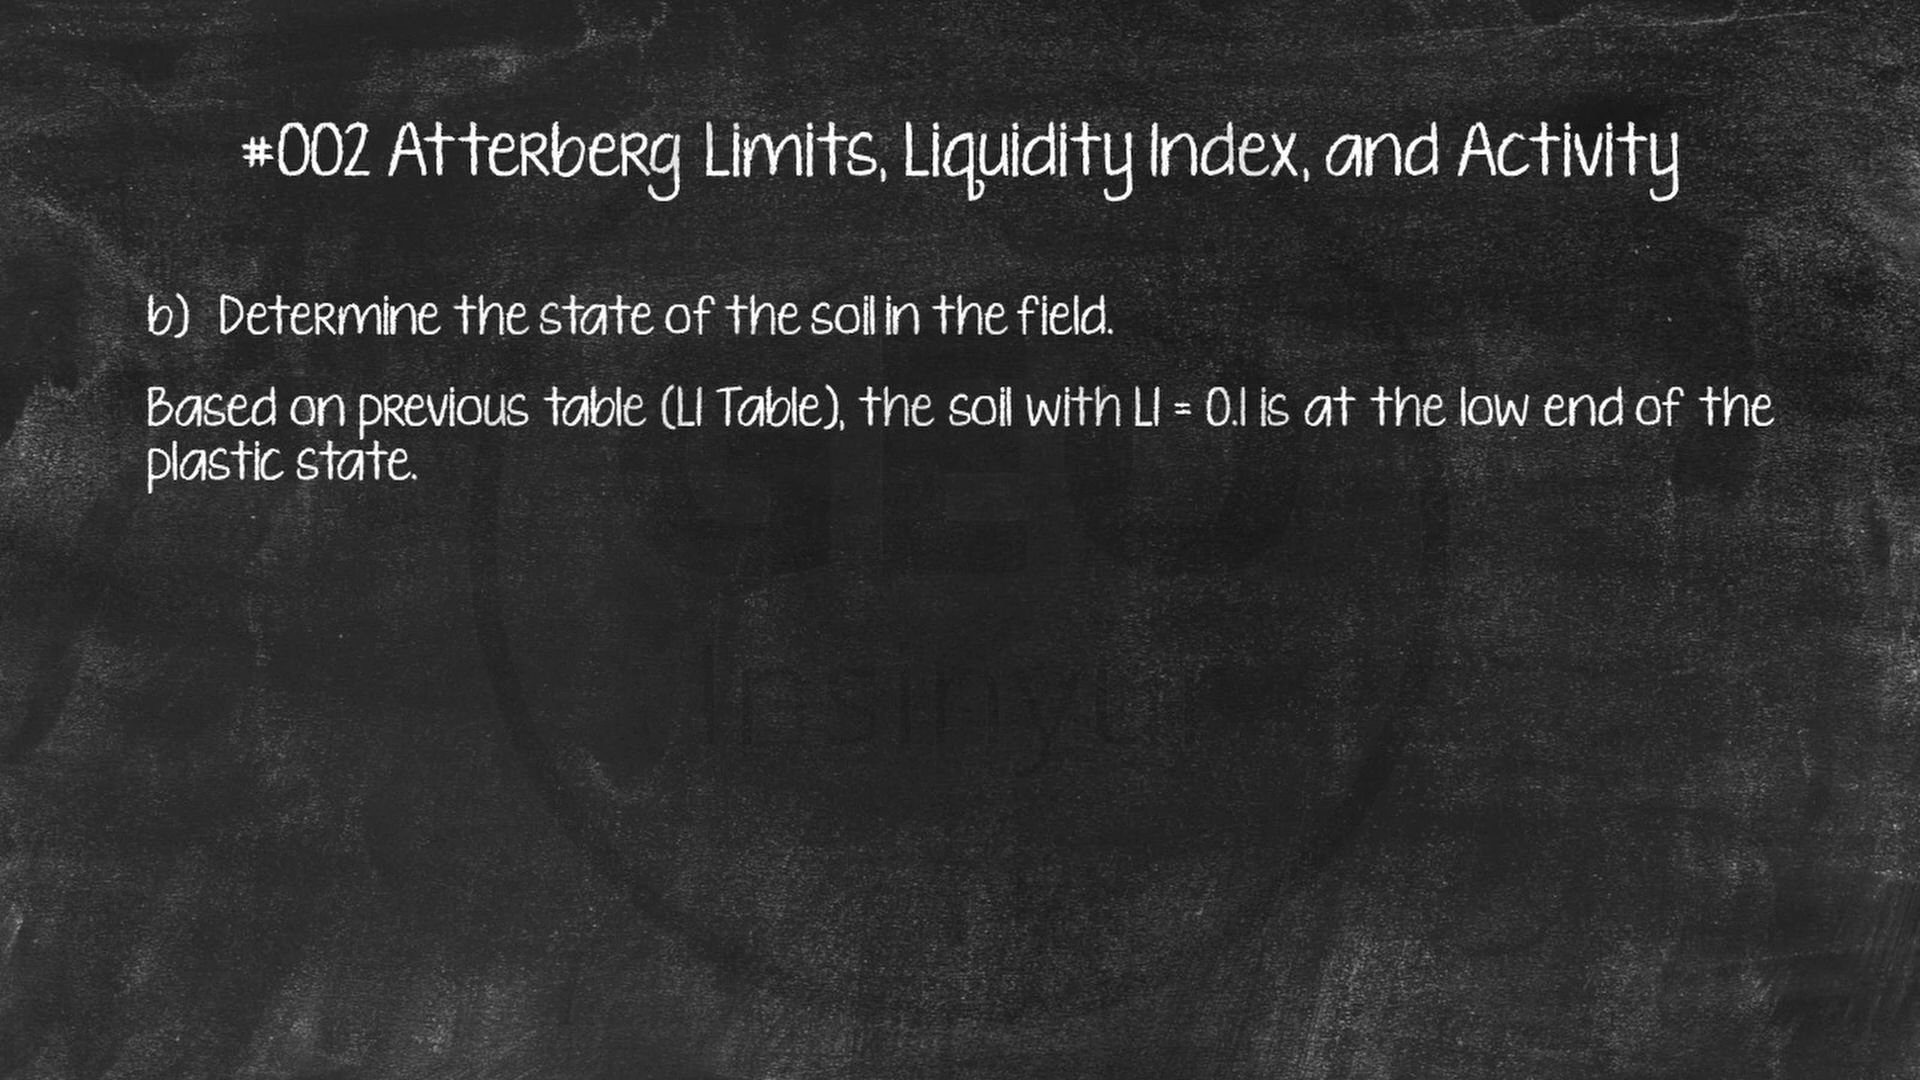 #002 Atterberg Limits, Liquidity Index, and Activity
b) Determine the state of the soil in the field.
Based on previous table (LI Table), the soil with LI = 0.1 is at the low end of the
plastic state.
Insinyur